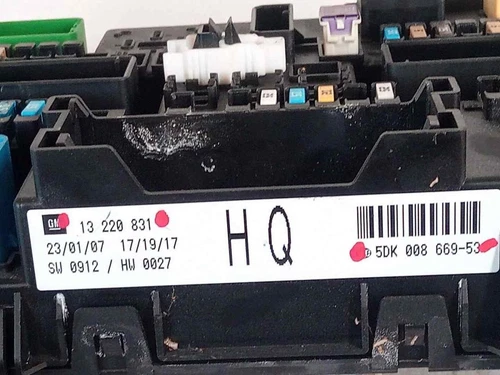 GM 13 220 831
23/01/07 17/19/17
SW 0912 / HW 0027
HQ
5DK 008 669-53